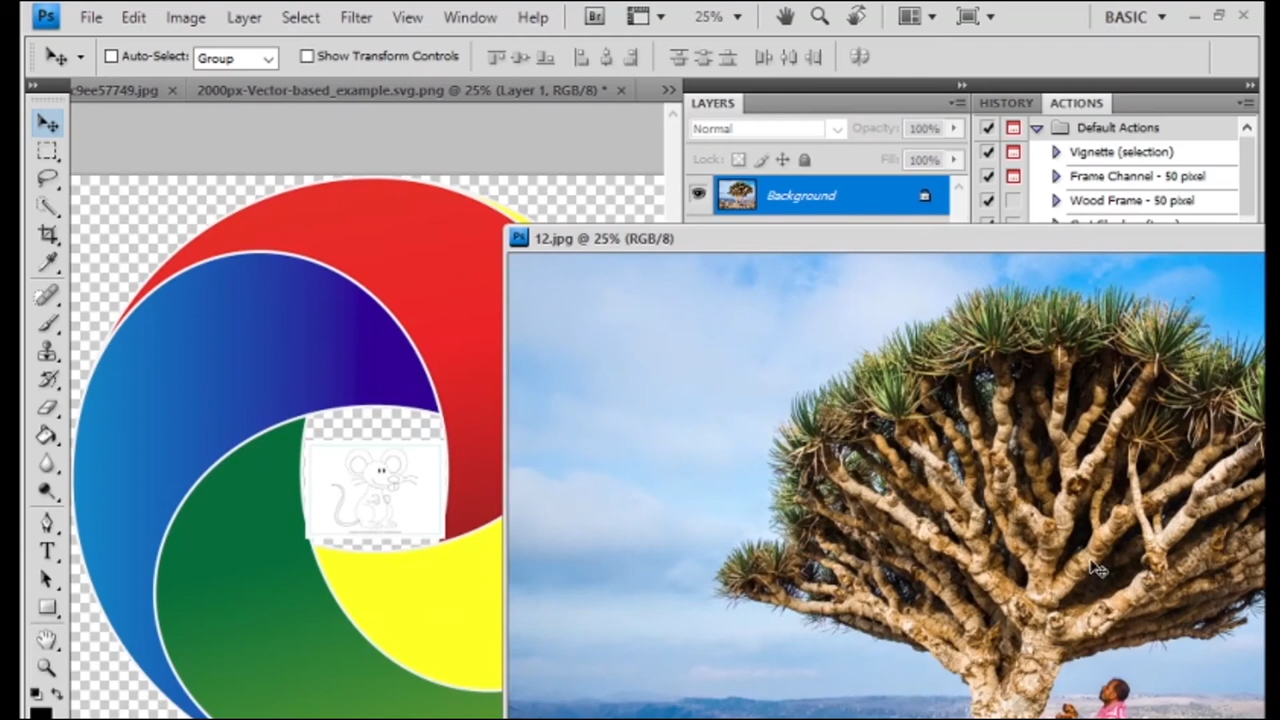 Ps File Edit Image Layer Select Filter View Window Help Br 25% BASIC
Auto-Select: Group Show Transform Controls
c9ee57749.jpg 2000px-Vector-based_example.svg.png @ 25% (Layer 1, RGB/8) *
LAYERS HISTORY ACTIONS
Normal Opacity: 100% Default Actions
Lock: Fill: 100% Vignette (selection)
Frame Channel - 50 pixel
Background Wood Frame - 50 pixel
Ps 12.jpg @ 25% (RGB/8)
T